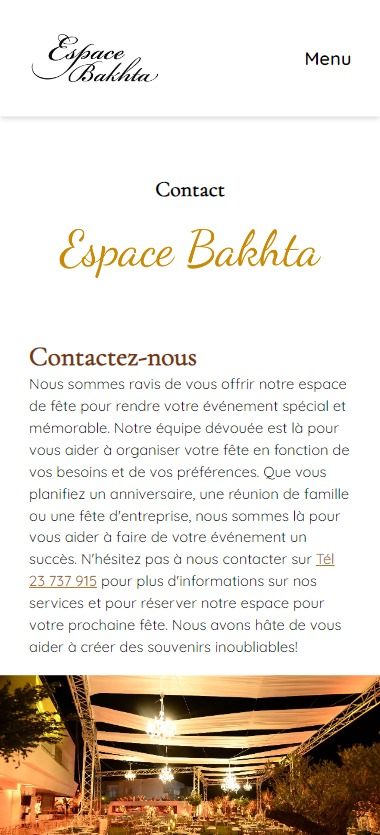 Espace
Bakhta
Menu
Contact
Espace Bakhta
Contactez-nous
Nous sommes ravis de vous offrir notre espace
de fête pour rendre votre événement spécial et
mémorable. Notre équipe dévouée est là pour
vous aider à organiser votre fête en fonction de
vos besoins et de vos préférences. Que vous
planifiez un anniversaire, une réunion de famille
ou une fête d'entreprise, nous sommes là pour
vous aider à faire de votre événement un
succès. N'hésitez pas à nous contacter sur Tél
23 737 915 pour plus d'informations sur nos
services et pour réserver notre espace pour
votre prochaine fête. Nous avons hâte de vous
aider à créer des souvenirs inoubliables!